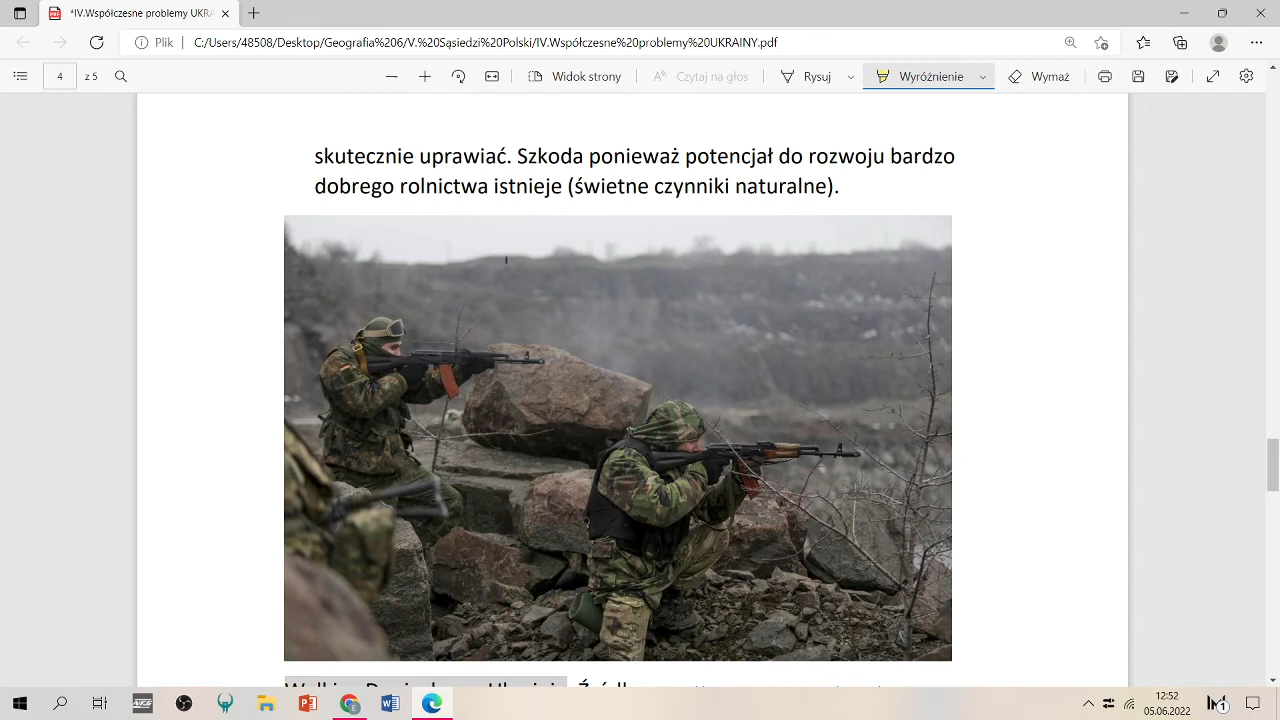 *IV.Współczesne problemy UKRA
Plik
C:/Users/48508/Desktop/Geografia%206/V.%20Sąsiedzi%20Polski/IV.Współczesne%20problemy%20UKRAINY.pdf
4 z 5 Widok strony Czytaj na głos Rysuj Wyróżnienie Wymaż
skutecznie uprawiać. Szkoda ponieważ potencjał do rozwoju bardzo
dobrego rolnictwa istnieje (świetne czynniki naturalne).
12:52
05.06.2022
1